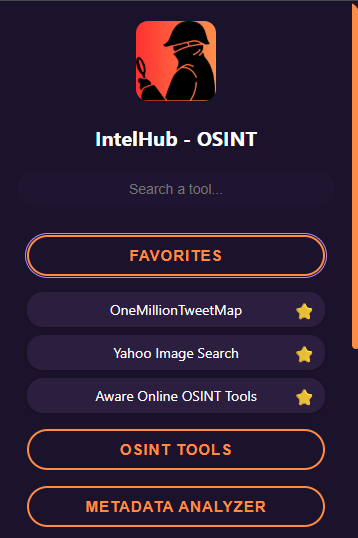 IntelHub - OSINT
Search a tool...
FAVORITES
OneMillionTweetMap
Yahoo Image Search
Aware Online OSINT Tools
OSINT TOOLS
METADATA ANALYZER